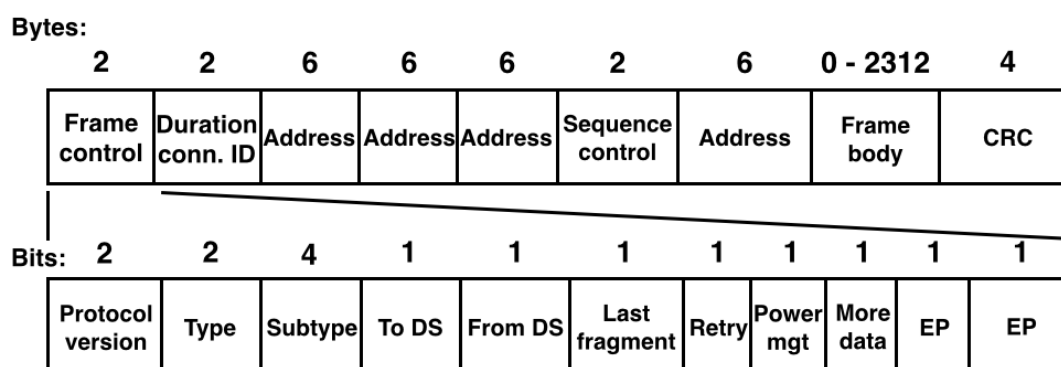 Bytes:
2 2 6 6 6 2 6 0 - 2312 4
Frame control Duration conn. ID Address Address Address Sequence control Address Frame body CRC
Bits: 2 2 4 1 1 1 1 1 1 1 1
Protocol version Type Subtype To DS From DS Last fragment Retry Power mgt More data EP EP